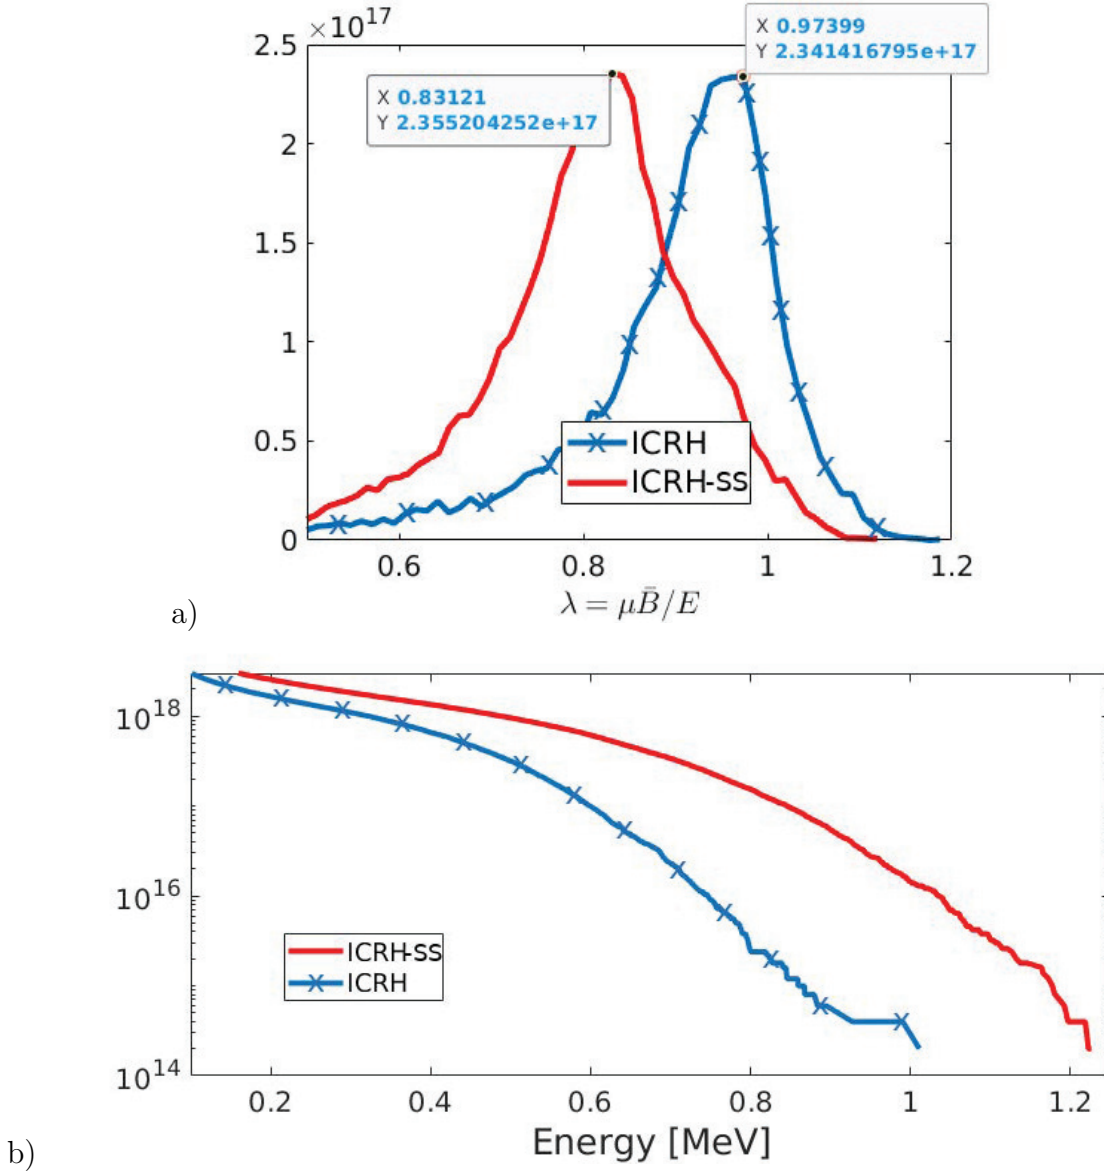 ×10^17
X 0.97399
Y 2.341416795e+17
2.5
X 0.83121
Y 2.355204252e+17
2
1.5
1
0.5
0
ICRH
ICRH-ss
0.6 0.8 1 1.2
λ = μB̄/E
a)
10^18
10^16
10^14
ICRH-ss
ICRH
0.2 0.4 0.6 0.8 1 1.2
Energy [MeV]
b)